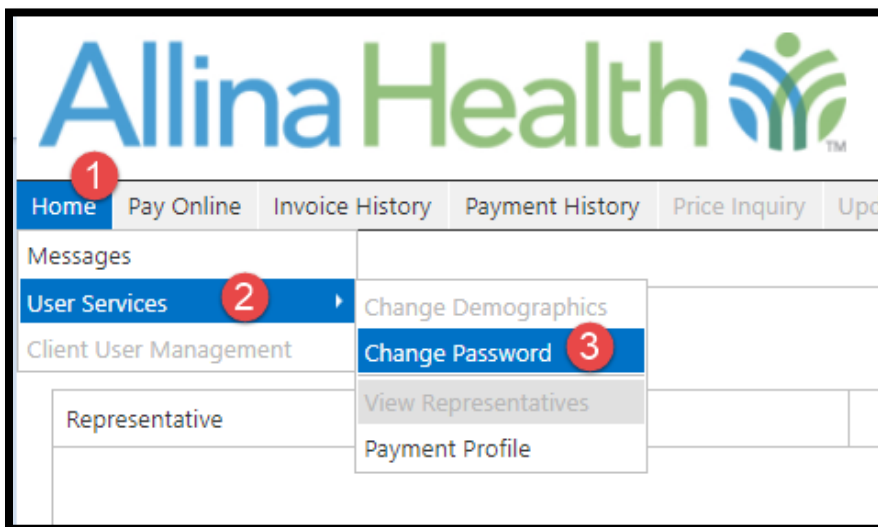 Allina Health TM
1
Home Pay Online Invoice History Payment History Price Inquiry
Messages
User Services 2
Change Demographics
Client User Management
Change Password 3
View Representatives
Representative
Payment Profile